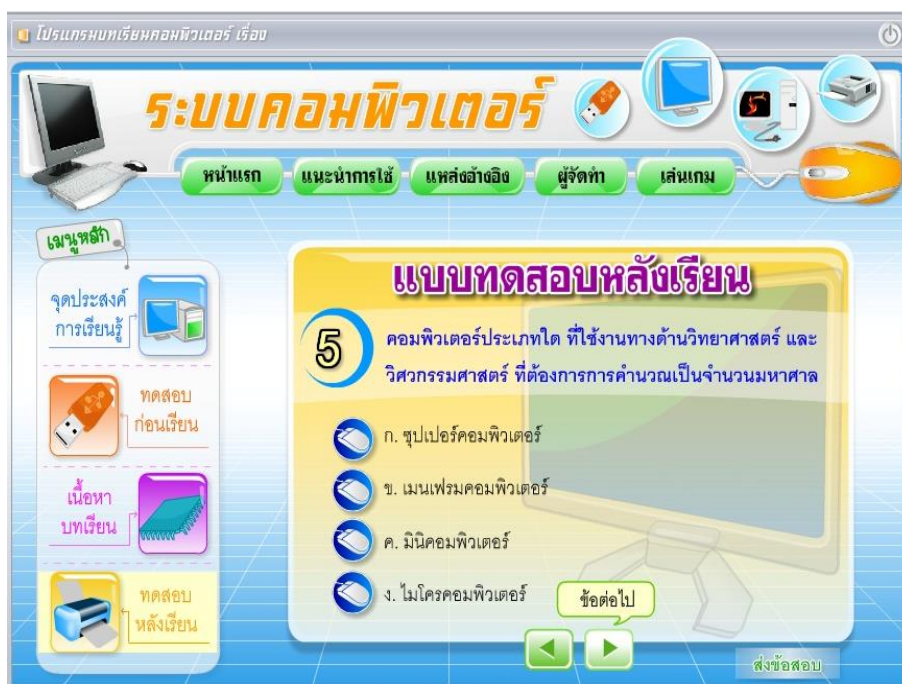 โปรแกรมบทเรียนคอมพิวเตอร์ เรื่อง
ระบบคอมพิวเตอร์
หน้าแรก
แนะนำการใช้
แหล่งอ้างอิง
ผู้จัดทำ
เล่นเกม
เมนูหลัก
จุดประสงค์
การเรียนรู้
ทดสอบ
ก่อนเรียน
เนื้อหา
บทเรียน
ทดสอบ
หลังเรียน
แบบทดสอบหลังเรียน
5
คอมพิวเตอร์ประเภทใด ที่ใช้งานทางด้านวิทยาศาสตร์ และ
วิศวกรรมศาสตร์ ที่ต้องการการคำนวณเป็นจำนวนมหาศาล
ก. ซุปเปอร์คอมพิวเตอร์
ข. เมนเฟรมคอมพิวเตอร์
ค. มินิคอมพิวเตอร์
ง. ไมโครคอมพิวเตอร์
ข้อต่อไป
ส่งข้อสอบ